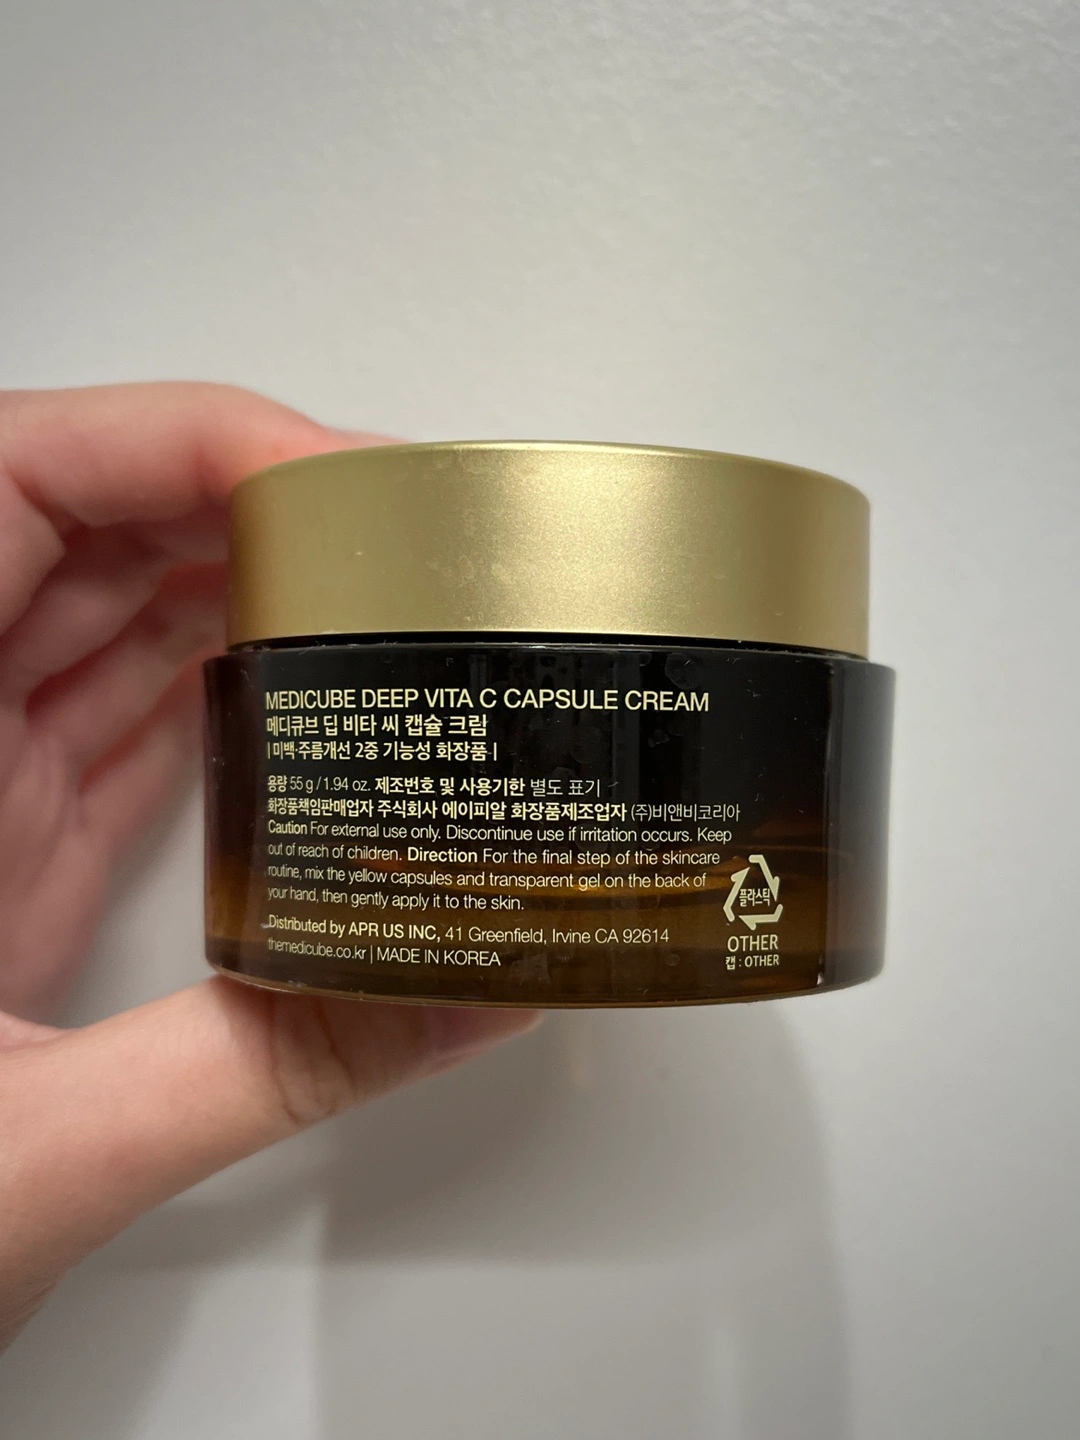 MEDICUBE DEEP VITA C CAPSULE CREAM
메디큐브 딥 비타 씨 캡슐 크림
| 미백·주름개선 2중 기능성 화장품 |
용량 55 g / 1.94 oz. 제조번호 및 사용기한 별도 표기
화장품책임판매업자 주식회사 에이피알 화장품제조업자 (주)비앤비코리아
Caution For external use only. Discontinue use if irritation occurs. Keep
out of reach of children. Direction For the final step of the skincare
routine, mix the yellow capsules and transparent gel on the back of
your hand, then gently apply it to the skin.
Distributed by APR US INC, 41 Greenfield, Irvine CA 92614
themedicube.co.kr | MADE IN KOREA
플라스틱
OTHER
캡 : OTHER